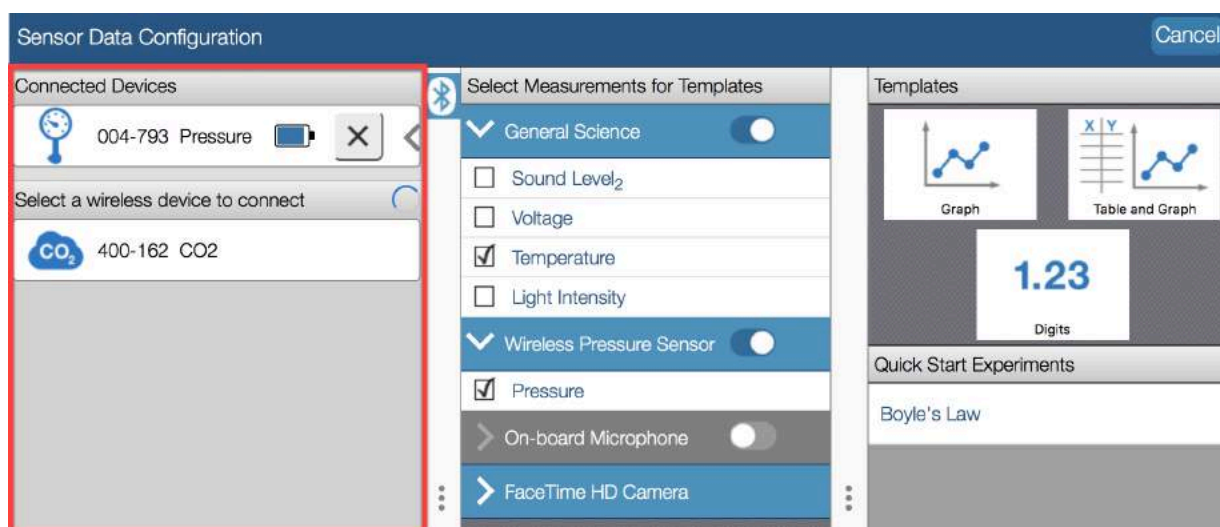 Sensor Data Configuration
Cancel
Connected Devices
004-793 Pressure
Select a wireless device to connect
CO₂
400-162 CO2
Select Measurements for Templates
General Science
Sound Level₂
Voltage
Temperature
Light Intensity
Wireless Pressure Sensor
Pressure
On-board Microphone
FaceTime HD Camera
Templates
Graph
X Y
Table and Graph
1.23
Digits
Quick Start Experiments
Boyle's Law